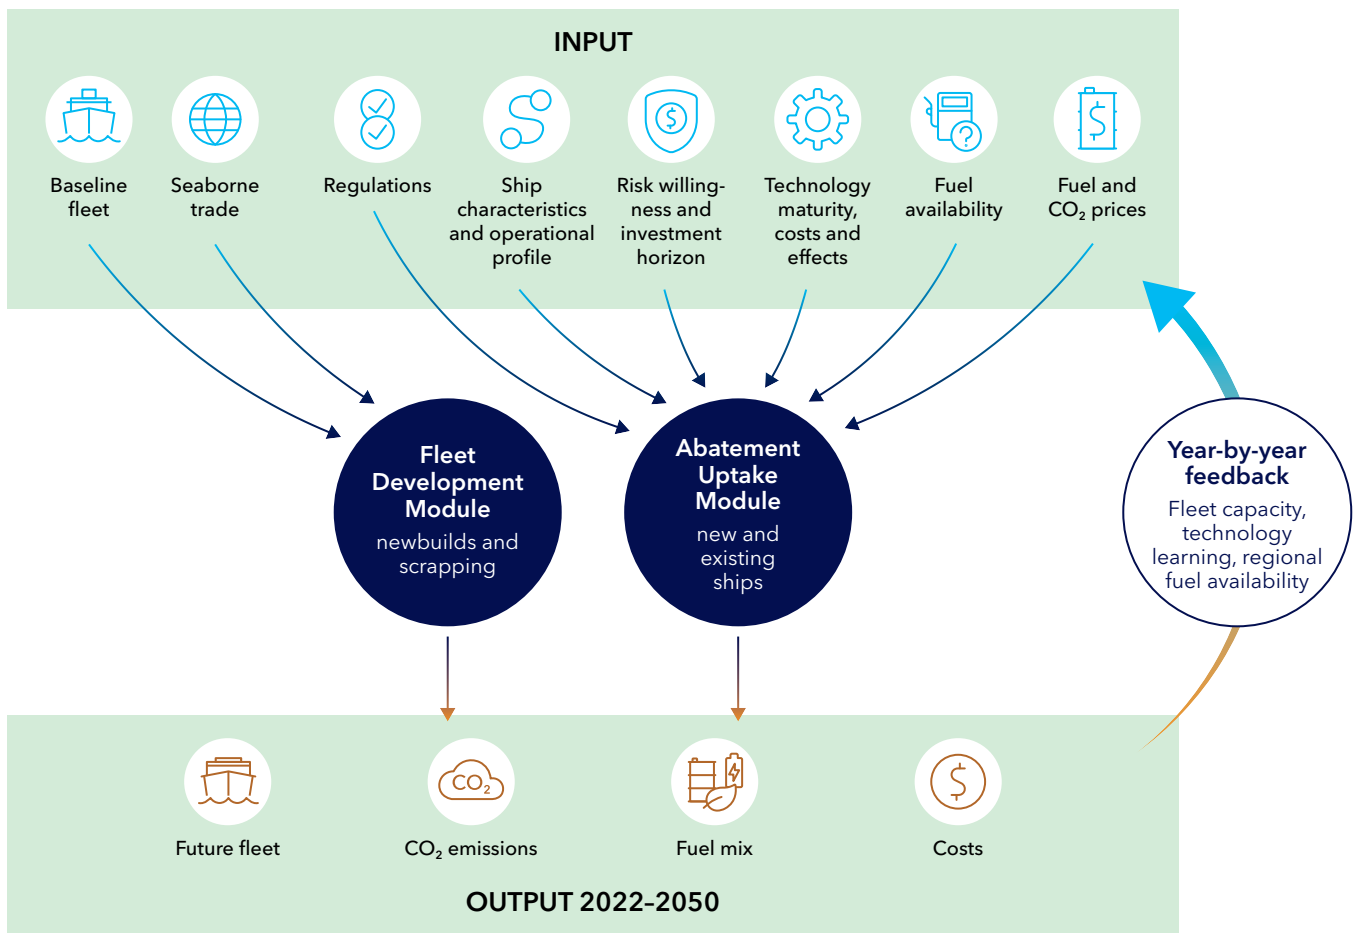 INPUT
Baseline
fleet
Seaborne
trade
Regulations
Ship
characteristics
and operational
profile
Risk willing-
ness and
investment
horizon
Technology
maturity,
costs and
effects
Fuel
availability
Fuel and
CO₂ prices
Fleet
Development
Module
newbuilds and
scrapping
Abatement
Uptake
Module
new and
existing
ships
Year-by-year
feedback
Fleet capacity,
technology
learning, regional
fuel availability
CO₂
Future fleet
CO₂ emissions
Fuel mix
Costs
OUTPUT 2022–2050